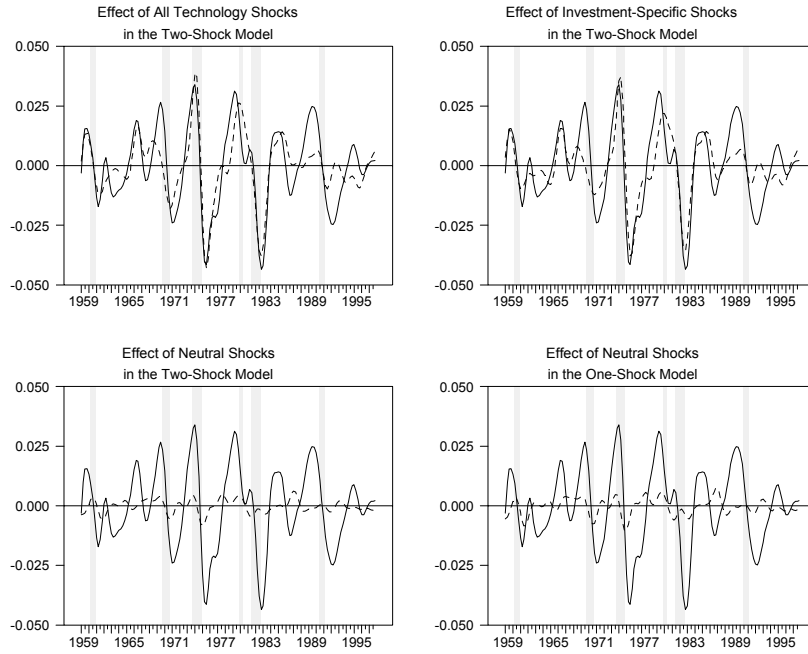 Effect of All Technology Shocks
in the Two-Shock Model
0.050
0.025
0.000
-0.025
-0.050
1959 1965 1971 1977 1983 1989 1995
Effect of Investment-Specific Shocks
in the Two-Shock Model
0.050
0.025
0.000
-0.025
-0.050
1959 1965 1971 1977 1983 1989 1995
Effect of Neutral Shocks
in the Two-Shock Model
0.050
0.025
0.000
-0.025
-0.050
1959 1965 1971 1977 1983 1989 1995
Effect of Neutral Shocks
in the One-Shock Model
0.050
0.025
0.000
-0.025
-0.050
1959 1965 1971 1977 1983 1989 1995